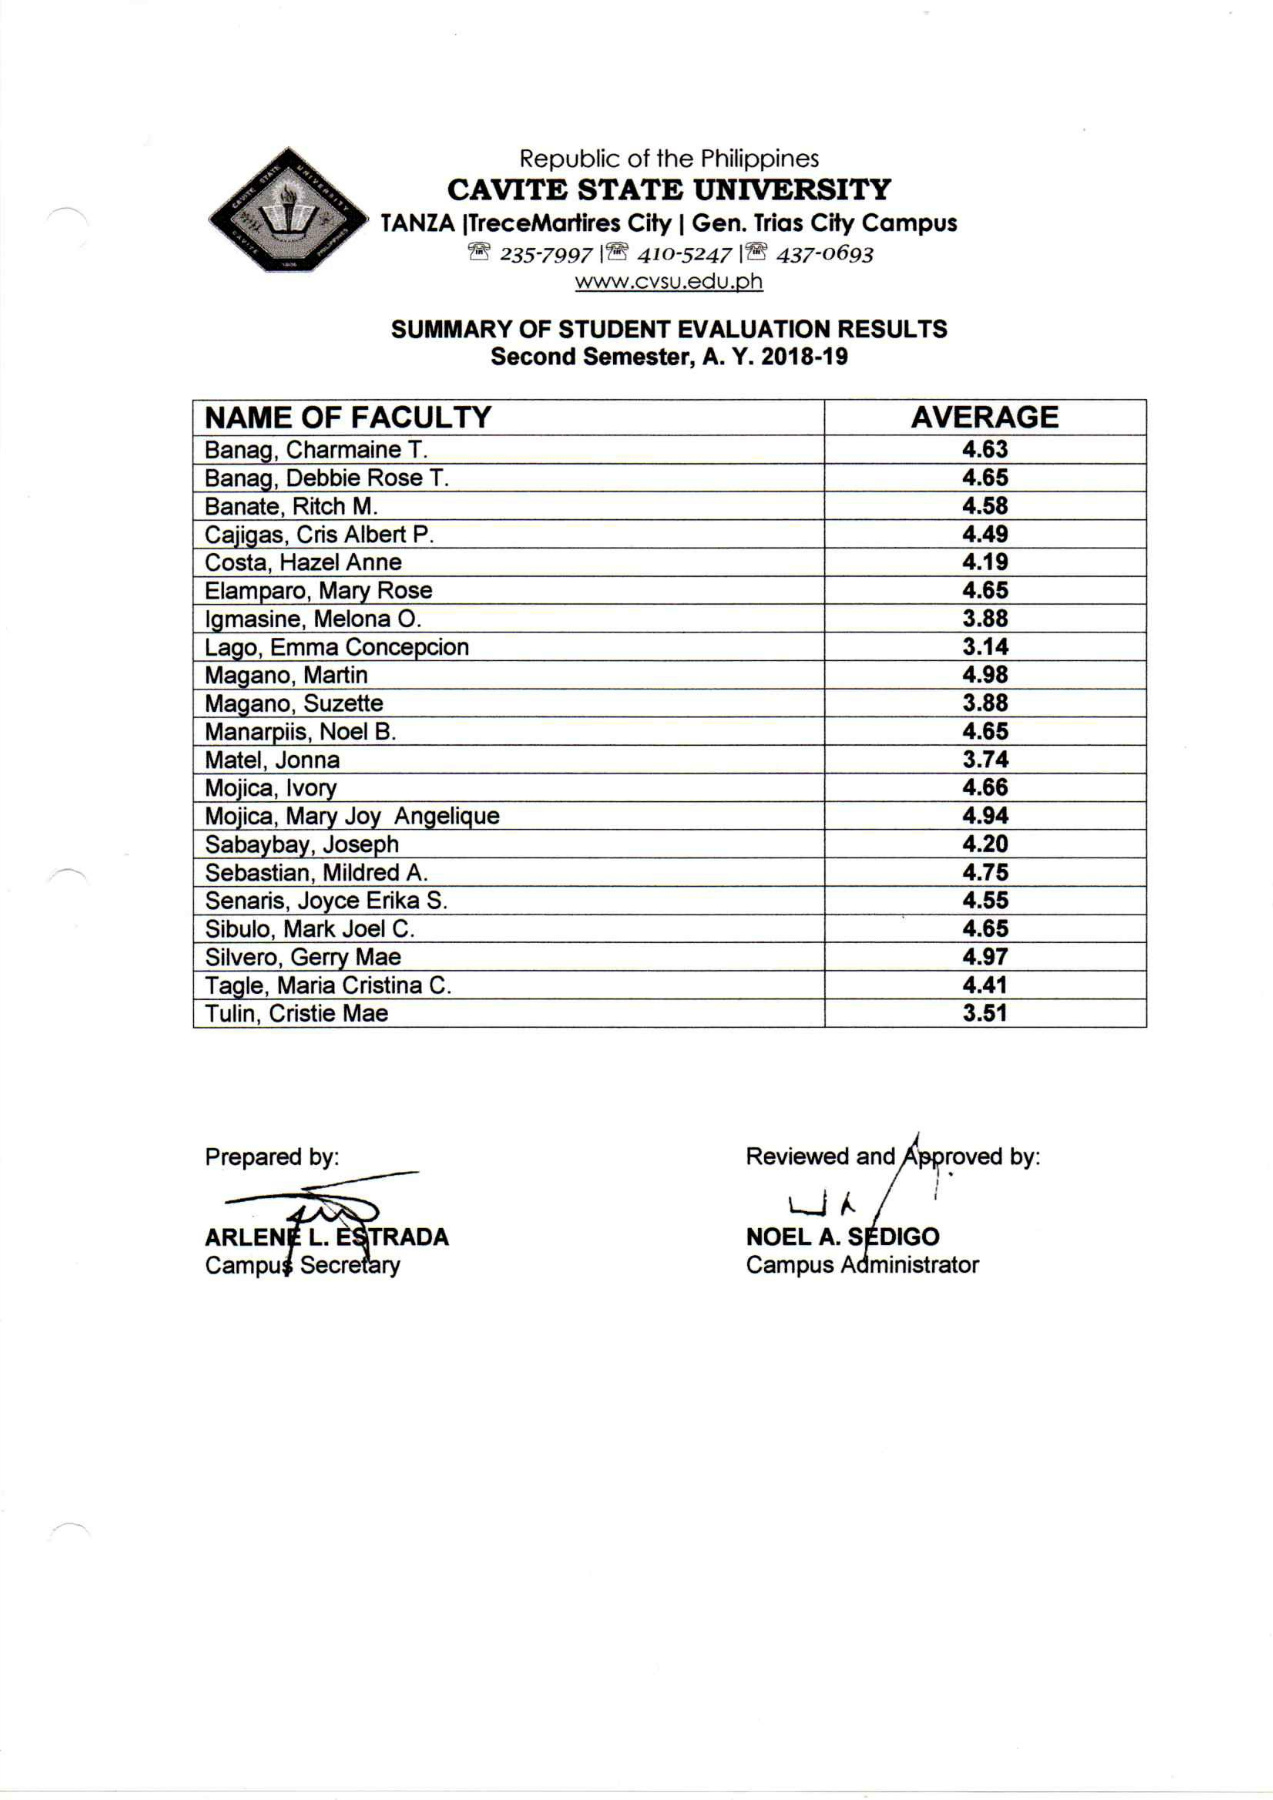 Republic of the Philippines
CAVITE STATE UNIVERSITY
TANZA |TreceMartires City | Gen. Trias City Campus
☏ 235-7997 |☏ 410-5247 |☏ 437-0693
www.cvsu.edu.ph
CAVITE STATE UNIVERSITY
CAVITE PHILIPPINES
1906
SUMMARY OF STUDENT EVALUATION RESULTS
Second Semester, A. Y. 2018-19
NAME OF FACULTY AVERAGE
Banag, Charmaine T. 4.63
Banag, Debbie Rose T. 4.65
Banate, Ritch M. 4.58
Cajigas, Cris Albert P. 4.49
Costa, Hazel Anne 4.19
Elamparo, Mary Rose 4.65
Igmasine, Melona O. 3.88
Lago, Emma Concepcion 3.14
Magano, Martin 4.98
Magano, Suzette 3.88
Manarpiis, Noel B. 4.65
Matel, Jonna 3.74
Mojica, Ivory 4.66
Mojica, Mary Joy  Angelique 4.94
Sabaybay, Joseph 4.20
Sebastian, Mildred A. 4.75
Senaris, Joyce Erika S. 4.55
Sibulo, Mark Joel C. 4.65
Silvero, Gerry Mae 4.97
Tagle, Maria Cristina C. 4.41
Tulin, Cristie Mae 3.51
Prepared by: Reviewed and Approved by:
ARLENE L. ESTRADA NOEL A. SEDIGO
Campus Secretary Campus Administrator